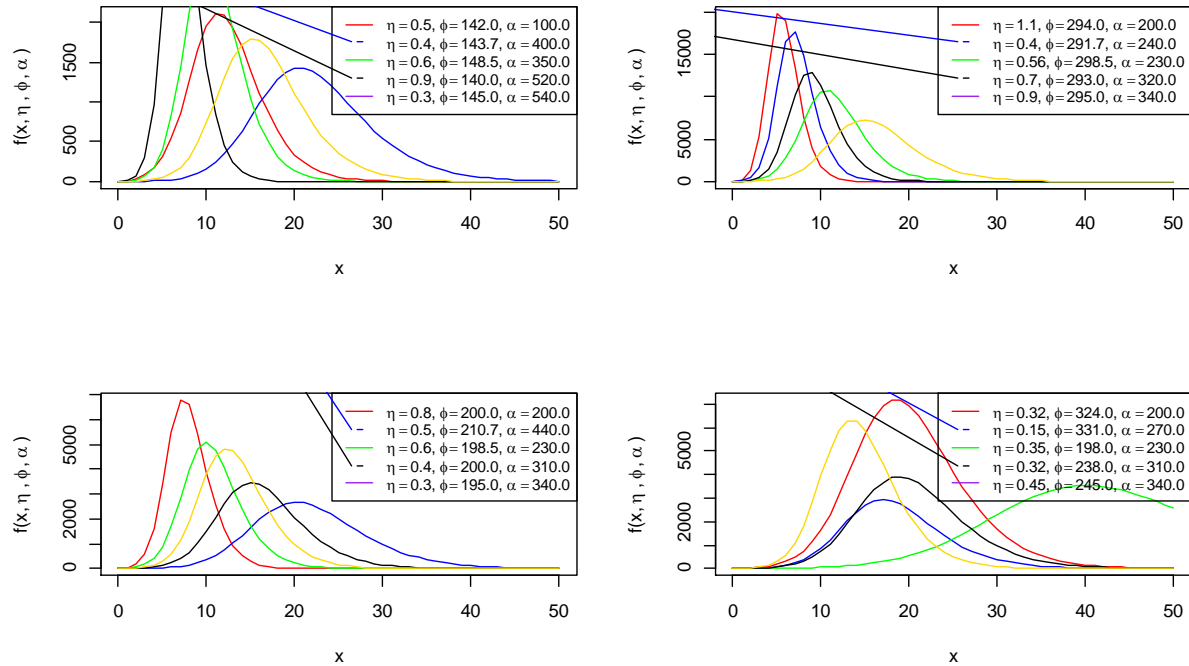 f(x, η , ϕ , α )
0 500 1500
η = 0.5, ϕ= 142.0, α = 100.0
η = 0.4, ϕ= 143.7, α = 400.0
η = 0.6, ϕ= 148.5, α = 350.0
η = 0.9, ϕ= 140.0, α = 520.0
η = 0.3, ϕ= 145.0, α = 540.0
0 10 20 30 40 50
x
f(x, η , ϕ , α )
0 5000 15000
η = 1.1, ϕ= 294.0, α = 200.0
η = 0.4, ϕ= 291.7, α = 240.0
η = 0.56, ϕ= 298.5, α = 230.0
η = 0.7, ϕ= 293.0, α = 320.0
η = 0.9, ϕ= 295.0, α = 340.0
0 10 20 30 40 50
x
f(x, η , ϕ , α )
0 2000 5000
η = 0.8, ϕ= 200.0, α = 200.0
η = 0.5, ϕ= 210.7, α = 440.0
η = 0.6, ϕ= 198.5, α = 230.0
η = 0.4, ϕ= 200.0, α = 310.0
η = 0.3, ϕ= 195.0, α = 340.0
0 10 20 30 40 50
x
f(x, η , ϕ , α )
0 2000 5000
η = 0.32, ϕ= 324.0, α = 200.0
η = 0.15, ϕ= 331.0, α = 270.0
η = 0.35, ϕ= 198.0, α = 230.0
η = 0.32, ϕ= 238.0, α = 310.0
η = 0.45, ϕ= 245.0, α = 340.0
0 10 20 30 40 50
x